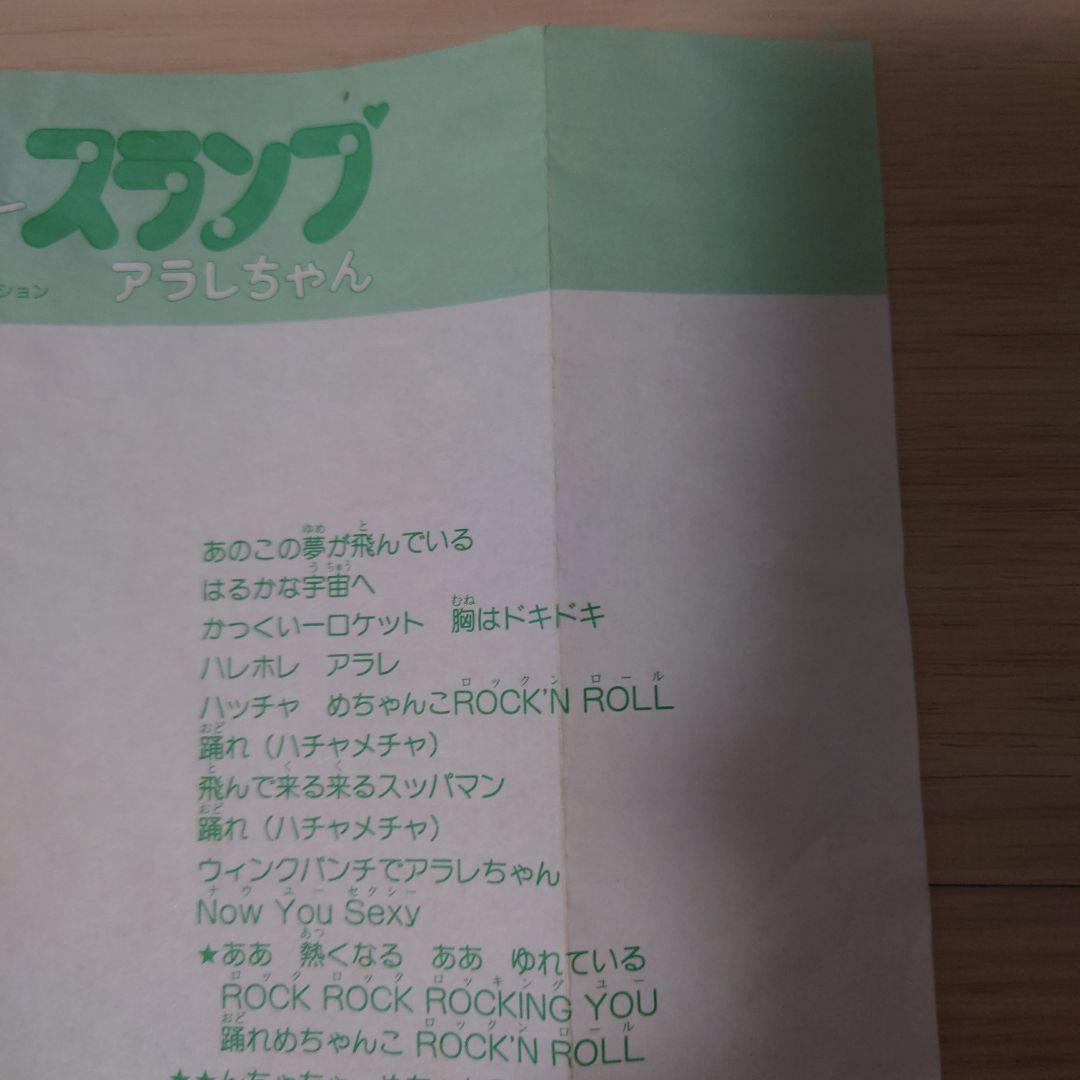 スランプ
アラレちゃん
ション
あのこの夢が飛んでいる
はるかな宇宙へ
かっくいーロケット　胸はドキドキ
ハレホレ　アラレ
ハッチャ　めちゃんこROCK'N ROLL
踊れ（ハチャメチャ）
飛んで来る来るスッパマン
踊れ（ハチャメチャ）
ウィンクパンチでアラレちゃん
Now You Sexy
★ああ　熱くなる　ああ　ゆれている
ROCK ROCK ROCKING YOU
踊れめちゃんこ ROCK'N ROLL